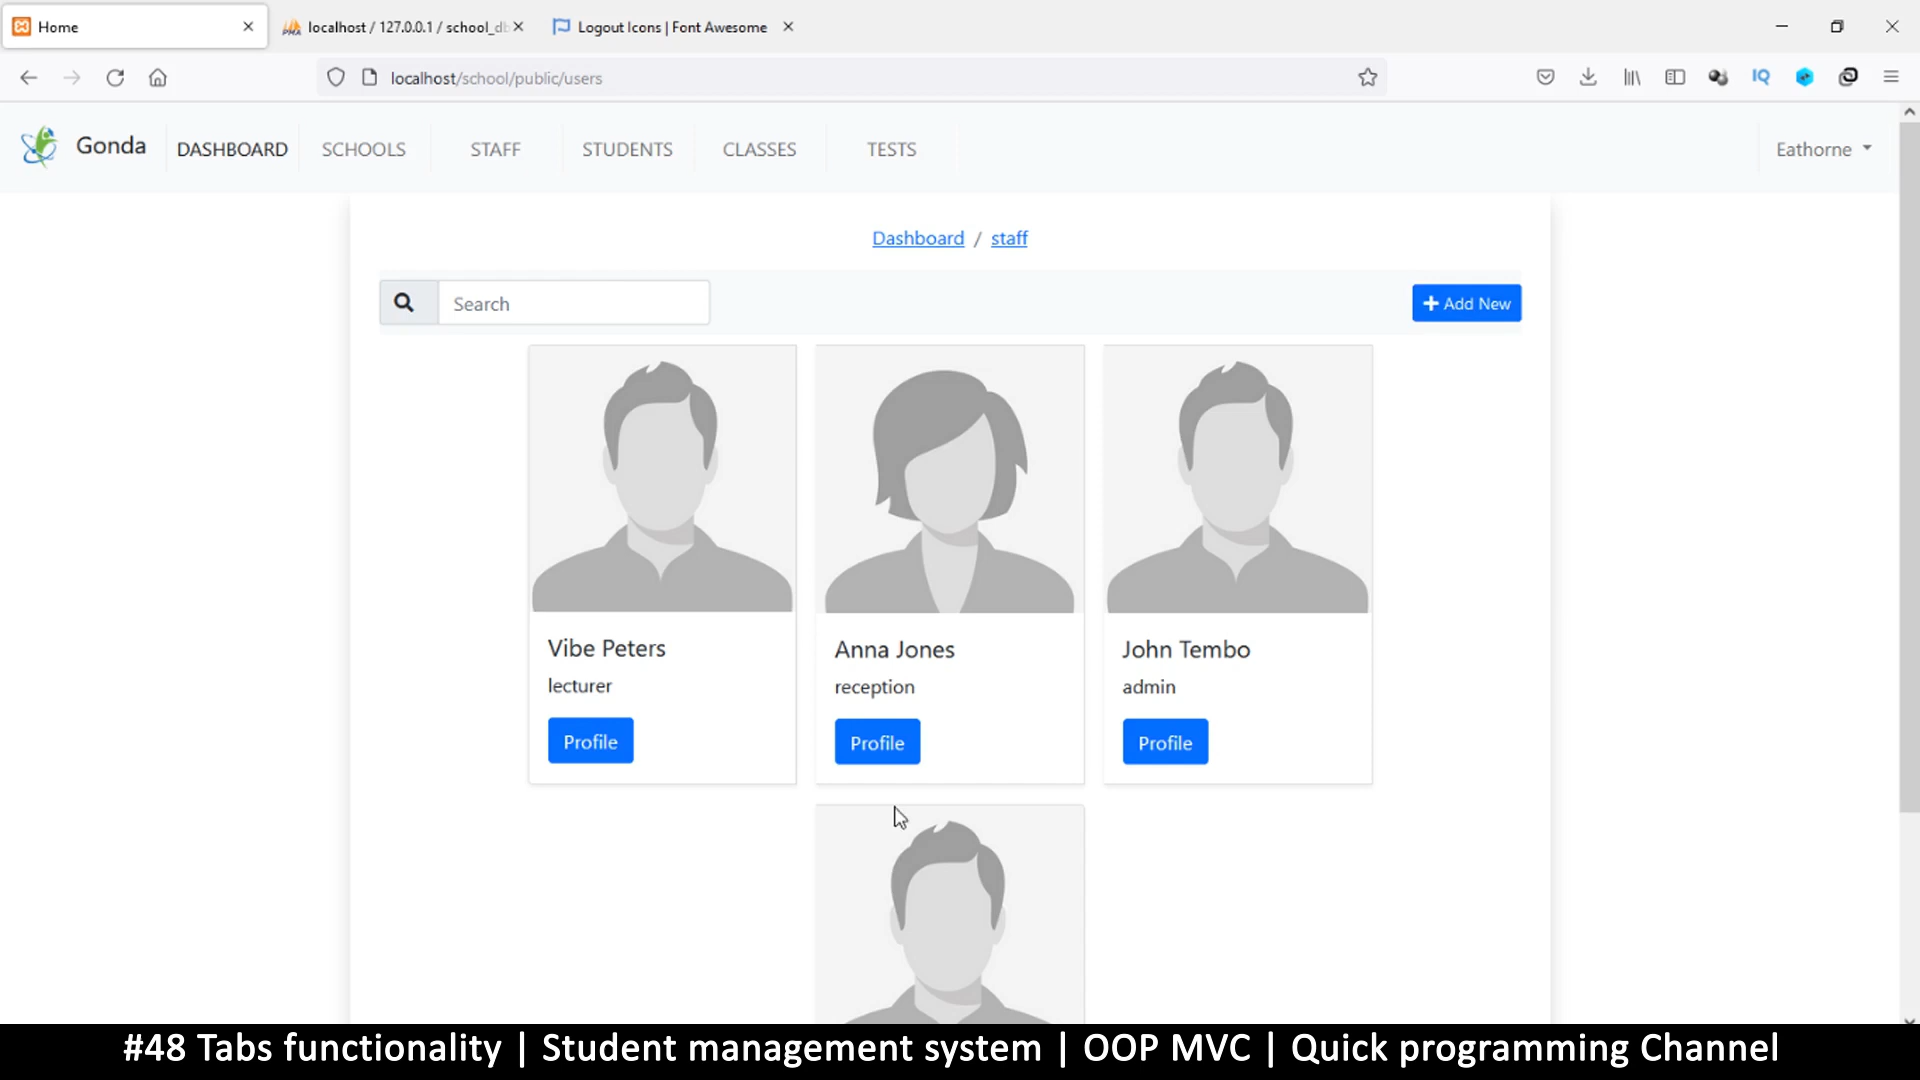 Home
localhost / 127.0.0.1 / school_db
Logout Icons | Font Awesome
localhost/school/public/users
IQ
Gonda
DASHBOARD
SCHOOLS
STAFF
STUDENTS
CLASSES
TESTS
Eathorne
Dashboard / staff
Search
Add New
Vibe Peters
lecturer
Profile
Anna Jones
reception
Profile
John Tembo
admin
Profile
#48 Tabs functionality | Student management system | OOP MVC | Quick programming Channel